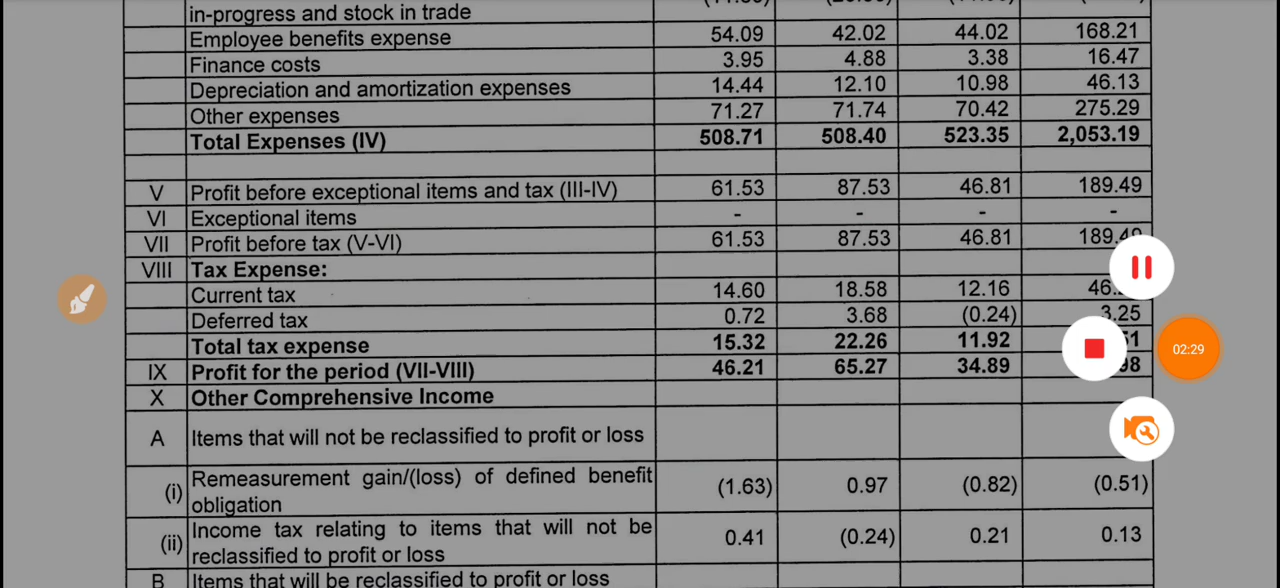 in-progress and stock in trade
Employee benefits expense 54.09 42.02 44.02 168.21
Finance costs 3.95 4.88 3.38 16.47
Depreciation and amortization expenses 14.44 12.10 10.98 46.13
Other expenses 71.27 71.74 70.42 275.29
Total Expenses (IV) 508.71 508.40 523.35 2,053.19
V Profit before exceptional items and tax (III-IV) 61.53 87.53 46.81 189.49
VI Exceptional items - - - -
VII Profit before tax (V-VI) 61.53 87.53 46.81 189.49
VIII Tax Expense:
Current tax 14.60 18.58 12.16
Deferred tax 0.72 3.68 (0.24) 3.25
Total tax expense 15.32 22.26 11.92
IX Profit for the period (VII-VIII) 46.21 65.27 34.89
X Other Comprehensive Income
A Items that will not be reclassified to profit or loss
(i) Remeasurement gain/(loss) of defined benefit (1.63) 0.97 (0.82) (0.51)
obligation
(ii) Income tax relating to items that will not be 0.41 (0.24) 0.21 0.13
reclassified to profit or loss
B Items that will be reclassified to profit or loss
02:29